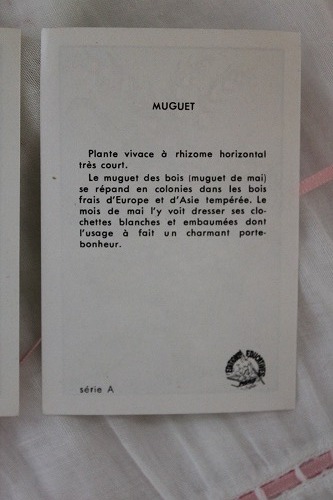 MUGUET
Plante vivace à rhizome horizontal
très court.
Le muguet des bois (muguet de mai)
se répand en colonies dans les bois
frais d'Europe et d'Asie tempérée. Le
mois de mai l'y voit dresser ses clo-
chettes blanches et embaumées dont
l'usage à fait un charmant porte-
bonheur.
EDITIONS EDUCATIVES
série A